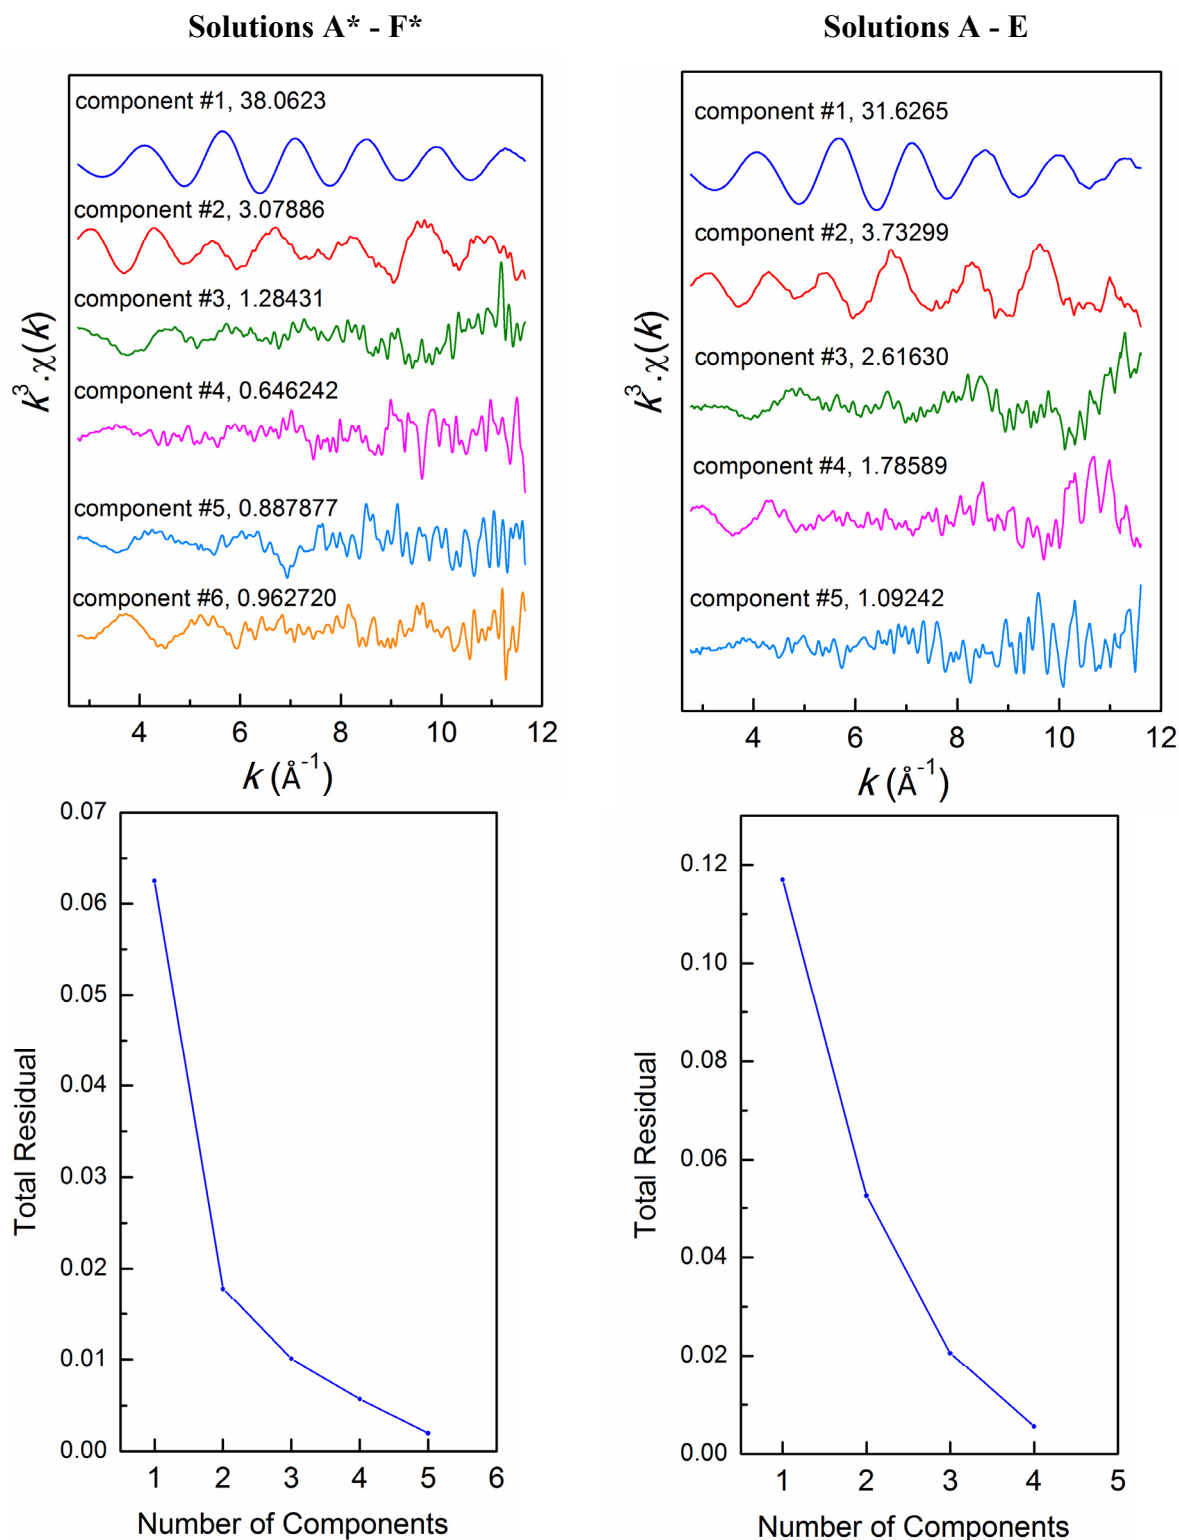 Solutions A* - F*
component #1, 38.0623
component #2, 3.07886
component #3, 1.28431
component #4, 0.646242
component #5, 0.887877
component #6, 0.962720
k³.χ(k)
4 6 8 10 12
k (Å⁻¹)
Solutions A - E
component #1, 31.6265
component #2, 3.73299
component #3, 2.61630
component #4, 1.78589
component #5, 1.09242
k³.χ(k)
4 6 8 10 12
k (Å⁻¹)
0.07
0.06
0.05
0.04
0.03
0.02
0.01
0.00
Total Residual
1 2 3 4 5 6
Number of Components
0.12
0.10
0.08
0.06
0.04
0.02
0.00
Total Residual
1 2 3 4 5
Number of Components